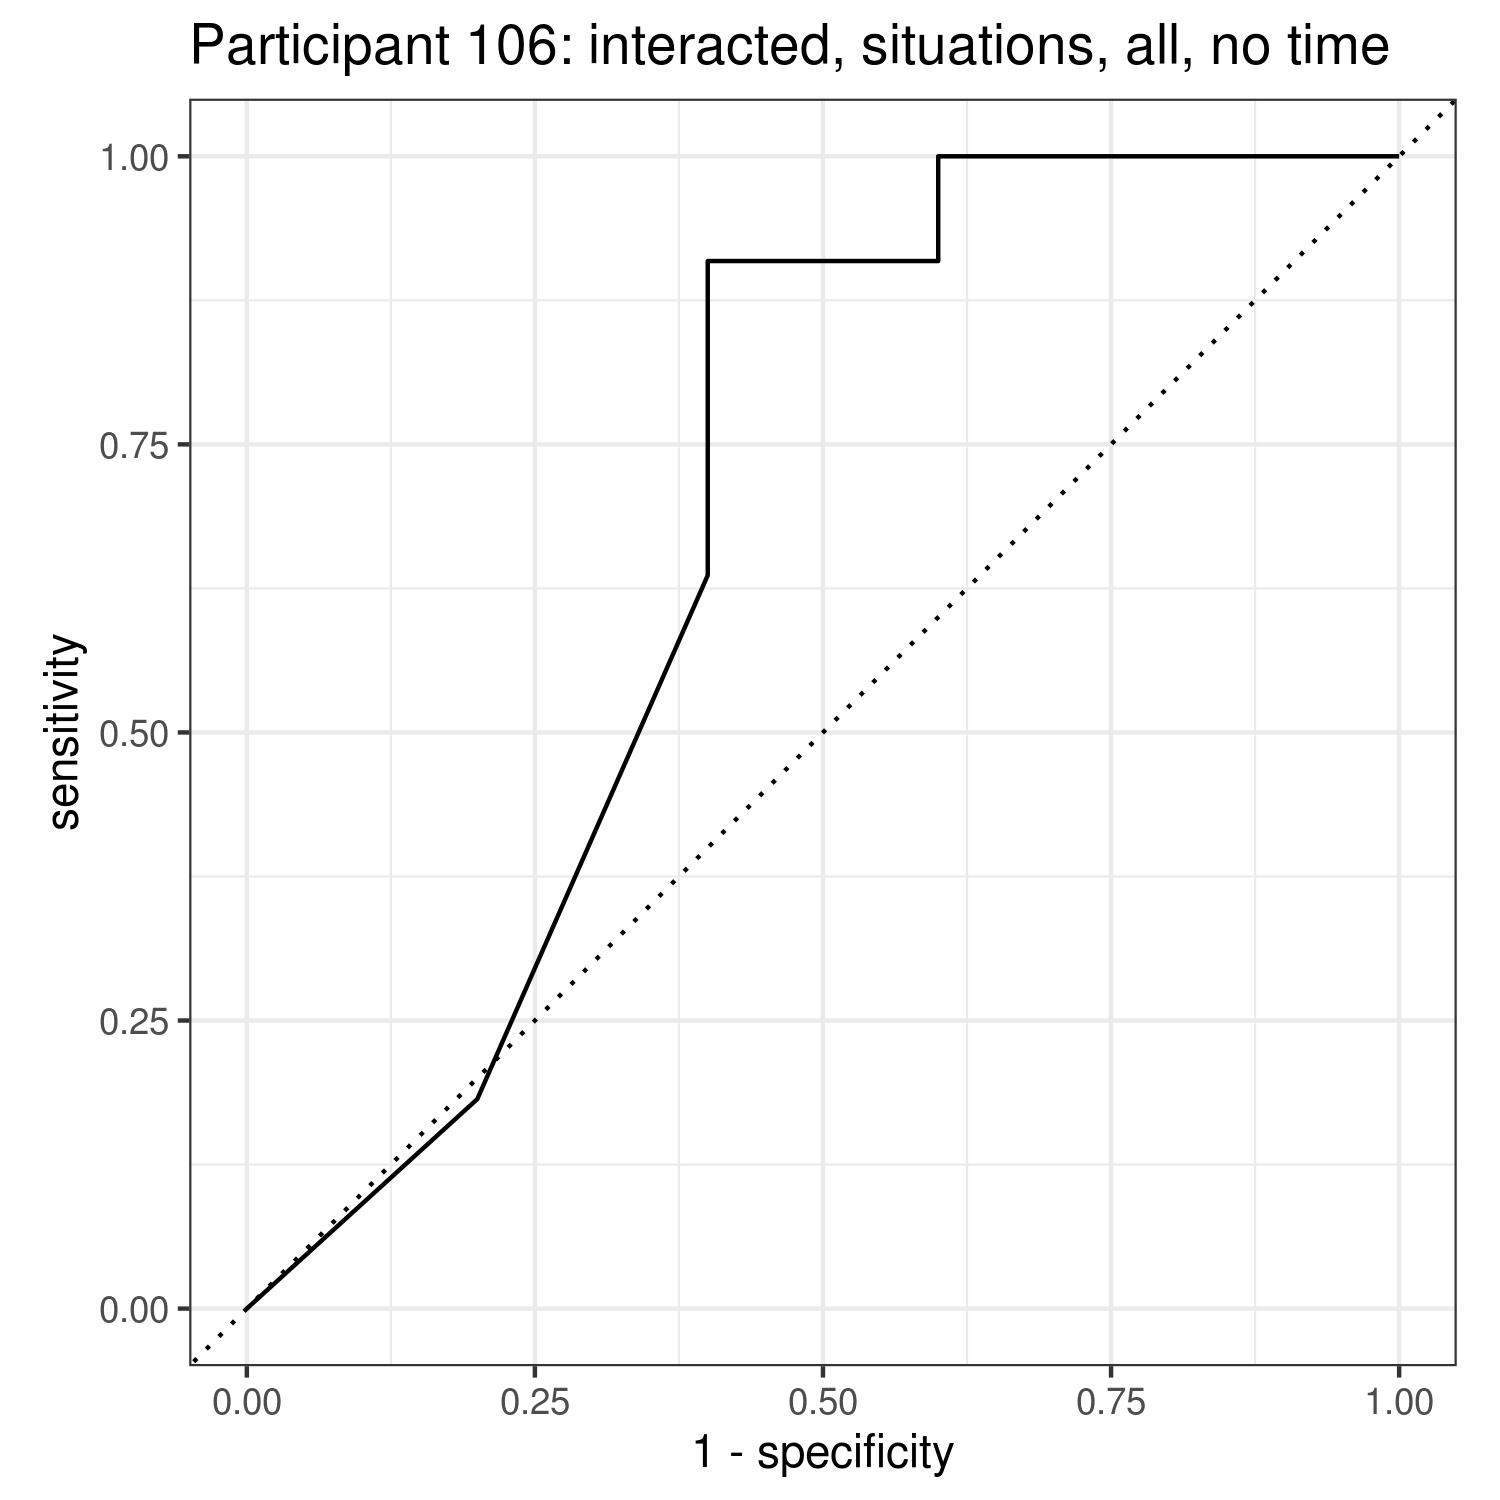 Participant 106: interacted, situations, all, no time
1.00
0.75
0.50
0.25
0.00
sensitivity
0.00 0.25 0.50 0.75 1.00
1 - specificity